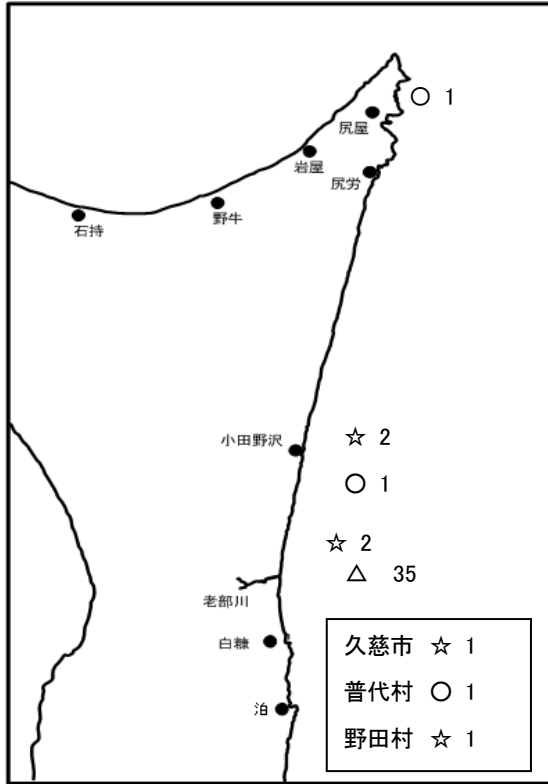 ○ 1
尻屋
岩屋
尻労
野牛
石持
小田野沢
☆ 2
○ 1
☆ 2
△ 35
老部川
白糠
泊
久慈市 ☆ 1
普代村 ○ 1
野田村 ☆ 1